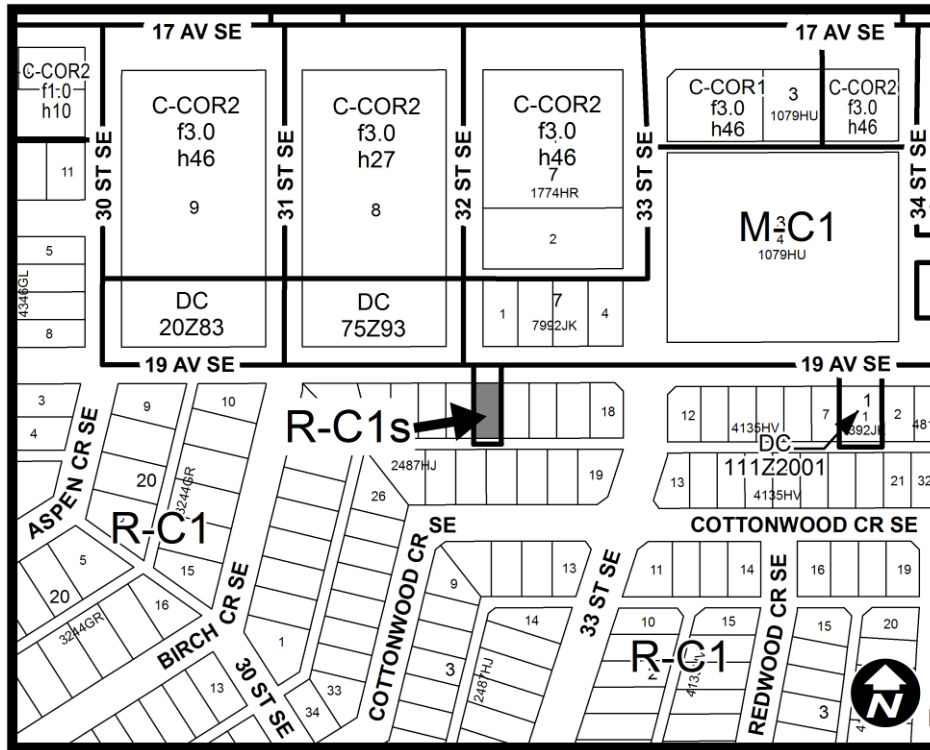 17 AV SE
17 AV SE
C-COR2
f1.0
h10
C-COR2
f3.0
h46
9
C-COR2
f3.0
h27
8
C-COR2
f3.0
h46
7
1774HR
2
C-COR1
f3.0
h46
3
1079HU
C-COR2
f3.0
h46
30 ST SE
31 ST SE
32 ST SE
33 ST SE
34 ST SE
11
5
4346GL
8
M-C1
3
4
1079HU
DC
20Z83
DC
75Z93
1
7
7992JK
4
19 AV SE
19 AV SE
3
4
9
10
R-C1s
18
12
4135HV
7
1
1
2
481
DC
111Z2001
2487HJ
19
13
4135HV
21
32
ASPEN CR SE
20
3244GR
R-C1
26
COTTONWOOD CR SE
COTTONWOOD CR SE
5
20
15
16
3244GR
BIRCH CR SE
1
9
13
14
3
2487HJ
33 ST SE
11
14
16
19
REDWOOD CR SE
10
15
15
20
R-C1
3
30 ST SE
13
33
34
N